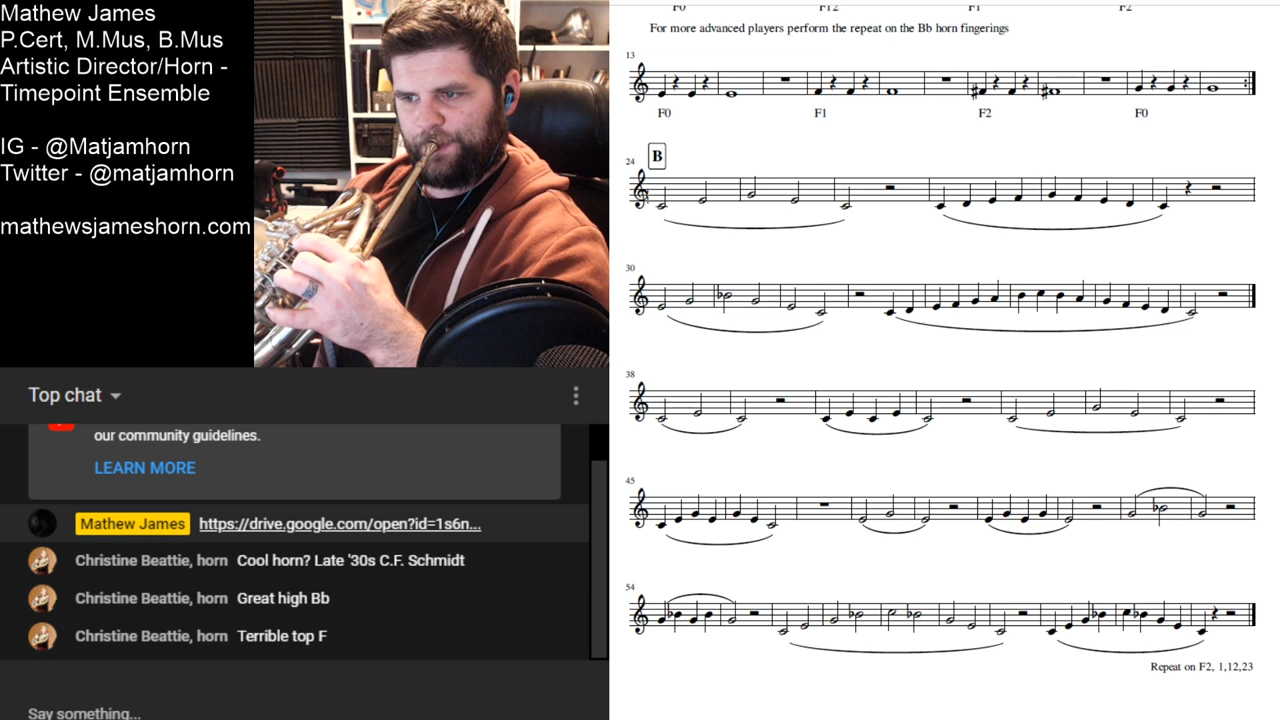 Mathew James
P.Cert, M.Mus, B.Mus
Artistic Director/Horn -
Timepoint Ensemble
IG - @Matjamhorn
Twitter - @matjamhorn
mathewsjameshorn.com
Top chat
our community guidelines.
LEARN MORE
Mathew James https://drive.google.com/open?id=1s6n...
Christine Beattie, horn Cool horn? Late '30s C.F. Schmidt
Christine Beattie, horn Great high Bb
Christine Beattie, horn Terrible top F
Say something...
F0 F12 F1 F2
For more advanced players perform the repeat on the Bb horn fingerings
13
F0 F1 F2 F0
B
24
30
38
45
54
Repeat on F2, 1,12,23